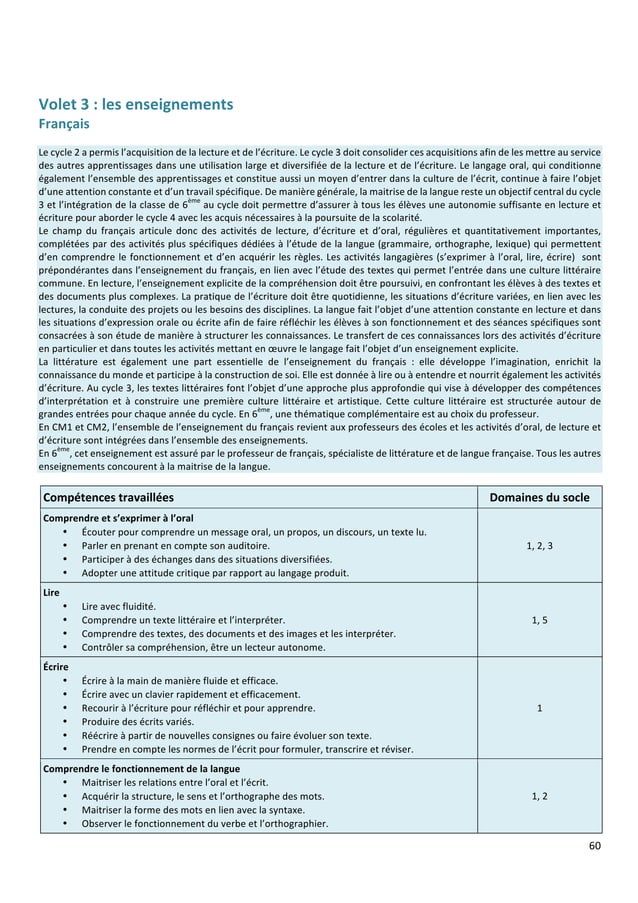 Volet 3 : les enseignements
Français
Le cycle 2 a permis l’acquisition de la lecture et de l’écriture. Le cycle 3 doit consolider ces acquisitions afin de les mettre au service
des autres apprentissages dans une utilisation large et diversifiée de la lecture et de l’écriture. Le langage oral, qui conditionne
également l’ensemble des apprentissages et constitue aussi un moyen d’entrer dans la culture de l’écrit, continue à faire l’objet
d’une attention constante et d’un travail spécifique. De manière générale, la maitrise de la langue reste un objectif central du cycle
3 et l’intégration de la classe de 6ème au cycle doit permettre d’assurer à tous les élèves une autonomie suffisante en lecture et
écriture pour aborder le cycle 4 avec les acquis nécessaires à la poursuite de la scolarité.
Le champ du français articule donc des activités de lecture, d’écriture et d’oral, régulières et quantitativement importantes,
complétées par des activités plus spécifiques dédiées à l’étude de la langue (grammaire, orthographe, lexique) qui permettent
d’en comprendre le fonctionnement et d’en acquérir les règles. Les activités langagières (s’exprimer à l’oral, lire, écrire) sont
prépondérantes dans l’enseignement du français, en lien avec l’étude des textes qui permet l’entrée dans une culture littéraire
commune. En lecture, l’enseignement explicite de la compréhension doit être poursuivi, en confrontant les élèves à des textes et
des documents plus complexes. La pratique de l’écriture doit être quotidienne, les situations d’écriture variées, en lien avec les
lectures, la conduite des projets ou les besoins des disciplines. La langue fait l’objet d’une attention constante en lecture et dans
les situations d’expression orale ou écrite afin de faire réfléchir les élèves à son fonctionnement et des séances spécifiques sont
consacrées à son étude de manière à structurer les connaissances. Le transfert de ces connaissances lors des activités d’écriture
en particulier et dans toutes les activités mettant en œuvre le langage fait l’objet d’un enseignement explicite.
La littérature est également une part essentielle de l’enseignement du français : elle développe l’imagination, enrichit la
connaissance du monde et participe à la construction de soi. Elle est donnée à lire ou à entendre et nourrit également les activités
d’écriture. Au cycle 3, les textes littéraires font l’objet d’une approche plus approfondie qui vise à développer des compétences
d’interprétation et à construire une première culture littéraire et artistique. Cette culture littéraire est structurée autour de
grandes entrées pour chaque année du cycle. En 6ème, une thématique complémentaire est au choix du professeur.
En CM1 et CM2, l’ensemble de l’enseignement du français revient aux professeurs des écoles et les activités d’oral, de lecture et
d’écriture sont intégrées dans l’ensemble des enseignements.
En 6ème, cet enseignement est assuré par le professeur de français, spécialiste de littérature et de langue française. Tous les autres
enseignements concourent à la maitrise de la langue.
Compétences travaillées
Domaines du socle
Comprendre et s’exprimer à l’oral
• Écouter pour comprendre un message oral, un propos, un discours, un texte lu.
• Parler en prenant en compte son auditoire.
• Participer à des échanges dans des situations diversifiées.
• Adopter une attitude critique par rapport au langage produit.
1, 2, 3
Lire
• Lire avec fluidité.
• Comprendre un texte littéraire et l’interpréter.
• Comprendre des textes, des documents et des images et les interpréter.
• Contrôler sa compréhension, être un lecteur autonome.
1, 5
Écrire
• Écrire à la main de manière fluide et efficace.
• Écrire avec un clavier rapidement et efficacement.
• Recourir à l’écriture pour réfléchir et pour apprendre.
• Produire des écrits variés.
• Réécrire à partir de nouvelles consignes ou faire évoluer son texte.
• Prendre en compte les normes de l’écrit pour formuler, transcrire et réviser.
1
Comprendre le fonctionnement de la langue
• Maitriser les relations entre l’oral et l’écrit.
• Acquérir la structure, le sens et l’orthographe des mots.
• Maitriser la forme des mots en lien avec la syntaxe.
• Observer le fonctionnement du verbe et l’orthographier.
1, 2
60